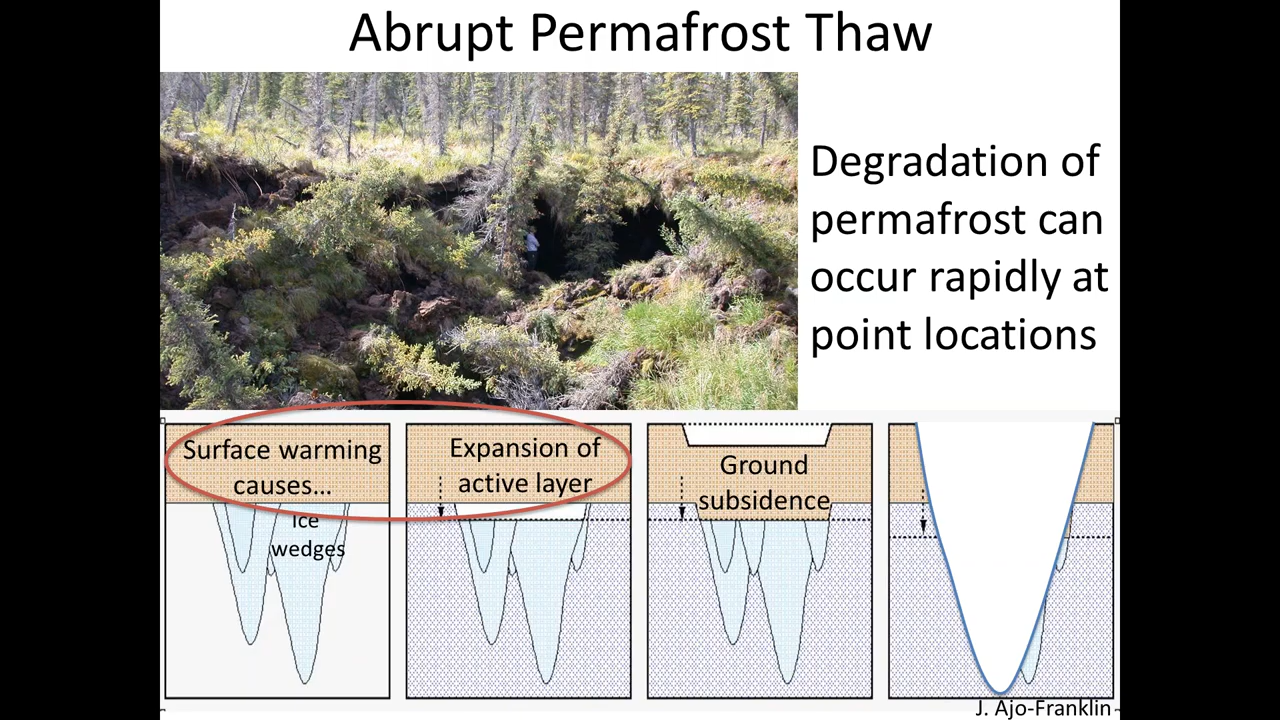 Abrupt Permafrost Thaw
Degradation of
permafrost can
occur rapidly at
point locations
Surface warming
causes...
Ice
wedges
Expansion of
active layer
Ground
subsidence
J. Ajo-Franklin